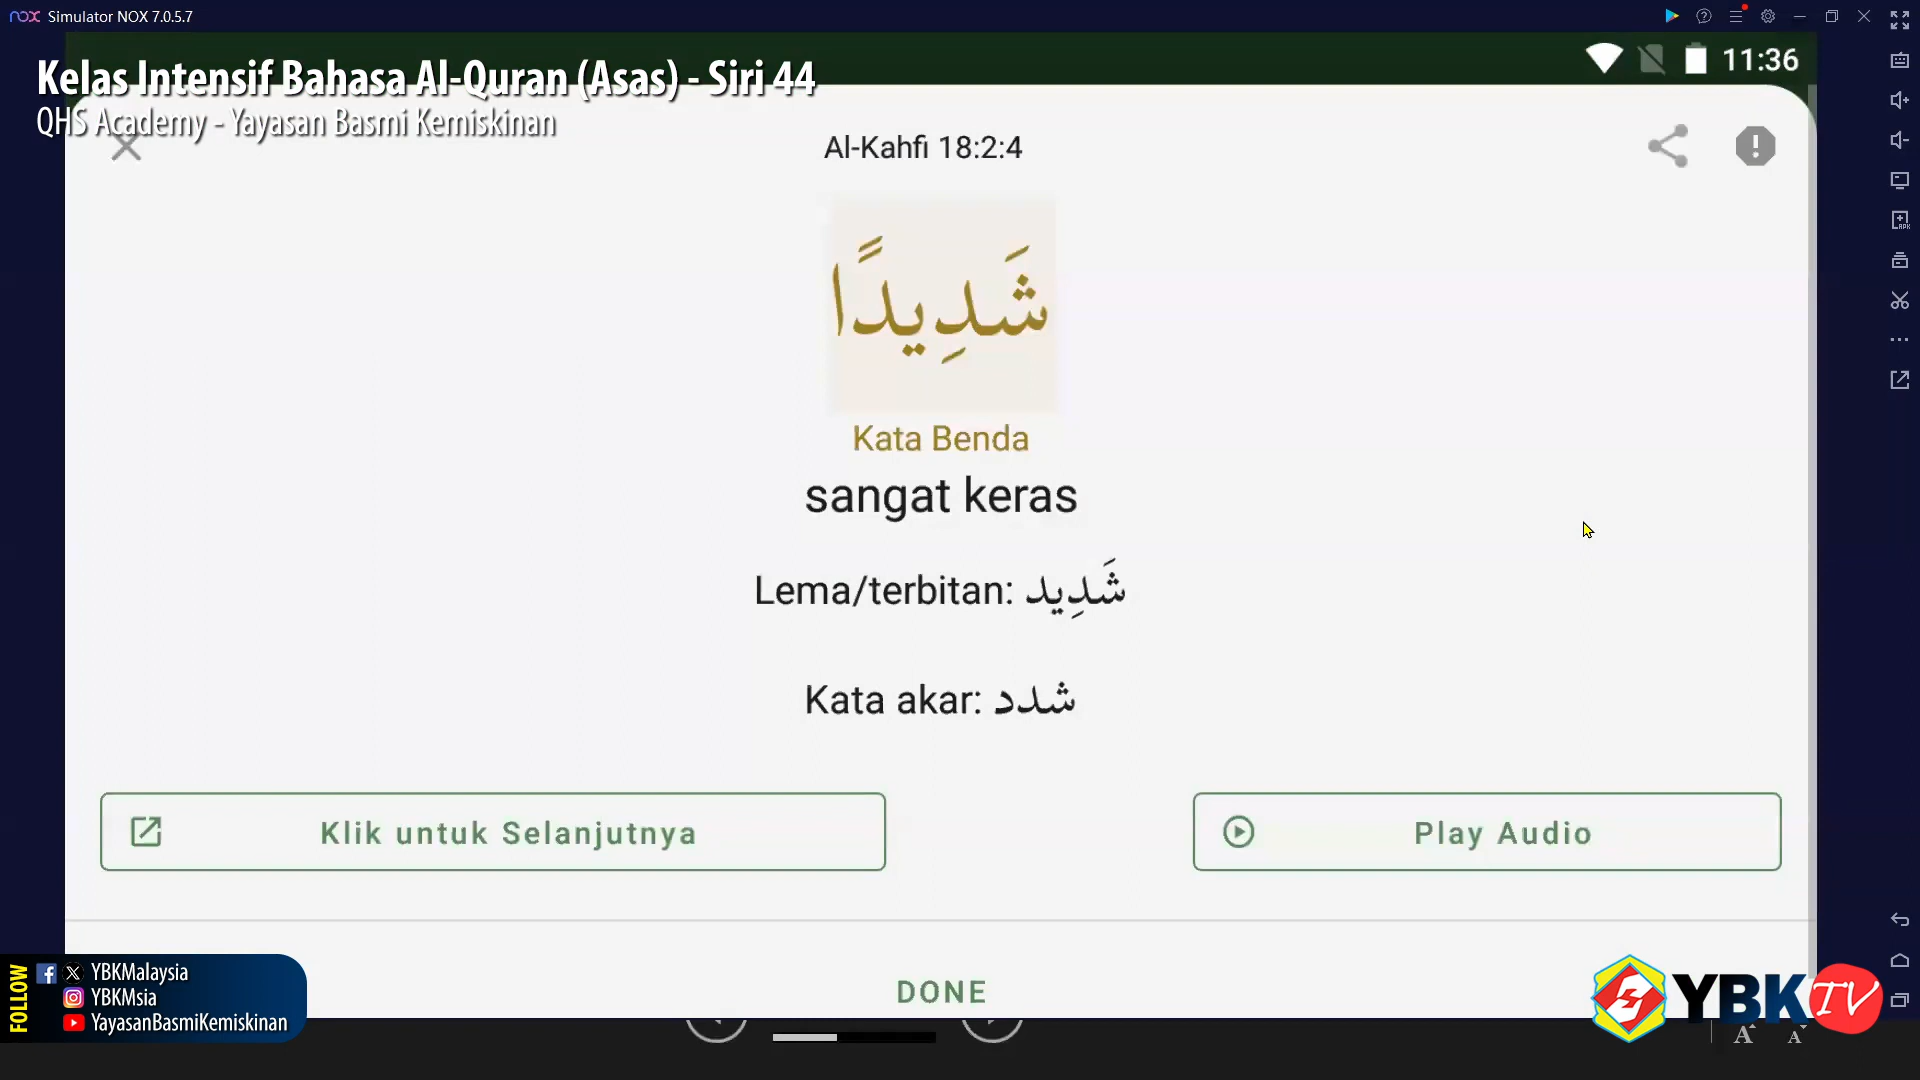 nox Simulator NOX 7.0.5.7
11:36
Kelas Intensif Bahasa Al-Quran (Asas) - Siri 44
QHS Academy - Yayasan Basmi Kemiskinan
Al-Kahfi 18:2:4
شَدِيدًا
Kata Benda
sangat keras
Lema/terbitan: شَدِيد
Kata akar: شدد
Klik untuk Selanjutnya
Play Audio
DONE
FOLLOW
YBKMalaysia
YBKMsia
YayasanBasmiKemiskinan
YBK TV
A A